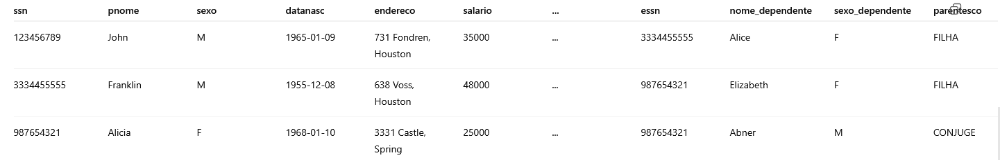 ssn pnome sexo datanasc endereco salario ... essn nome_dependente sexo_dependente parentesco
123456789 John M 1965-01-09 731 Fondren, Houston 35000 ... 3334455555 Alice F FILHA
3334455555 Franklin M 1955-12-08 638 Voss, Houston 48000 ... 987654321 Elizabeth F FILHA
987654321 Alicia F 1968-01-10 3331 Castle, Spring 25000 ... 987654321 Abner M CONJUGE